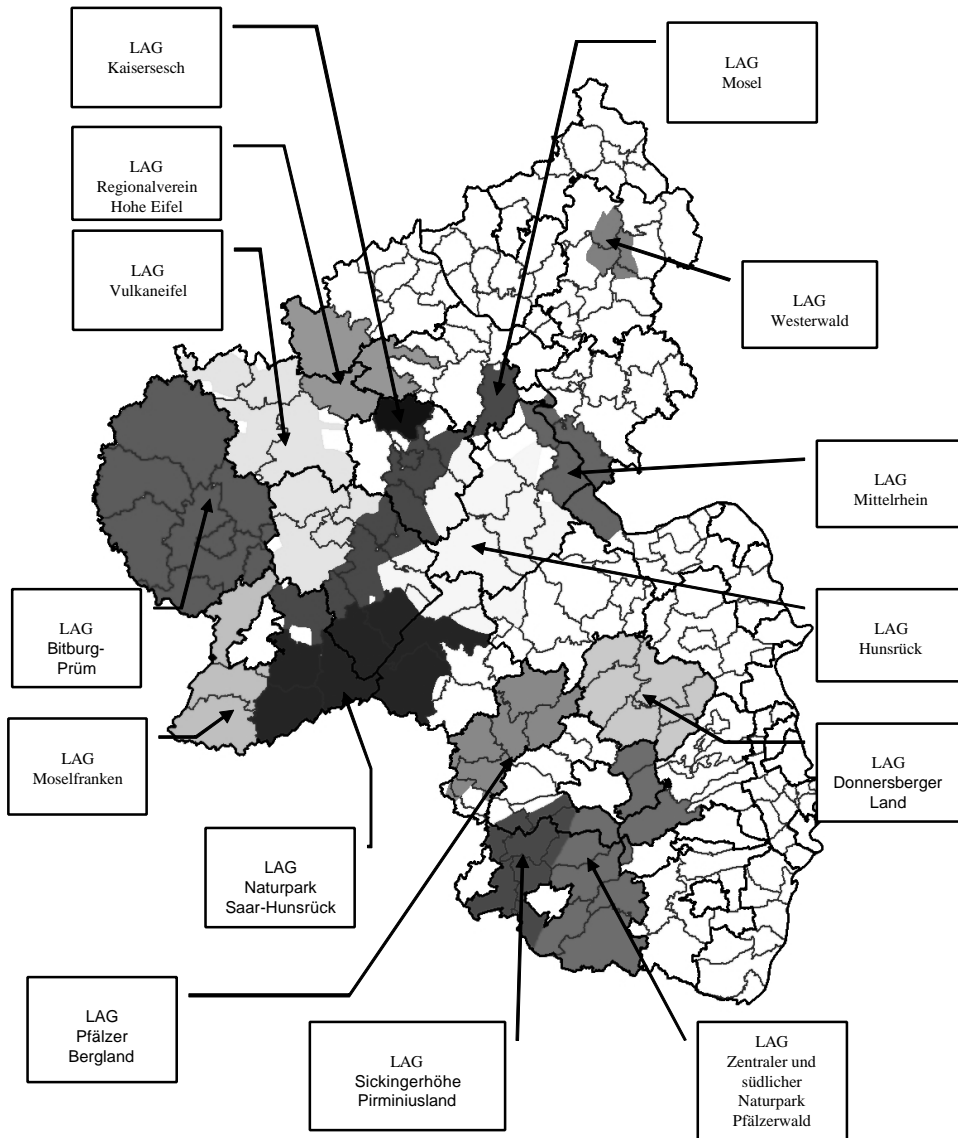 LAG
Kaisersesch
LAG
Mosel
LAG
Regionalverein
Hohe Eifel
LAG
Vulkaneifel
LAG
Westerwald
LAG
Mittelrhein
LAG
Bitburg-
Prüm
LAG
Hunsrück
LAG
Moselfranken
LAG
Donnersberger
Land
LAG
Naturpark
Saar-Hunsrück
LAG
Pfälzer
Bergland
LAG
Sickingerhöhe
Pirminiusland
LAG
Zentraler und
südlicher
Naturpark
Pfälzerwald